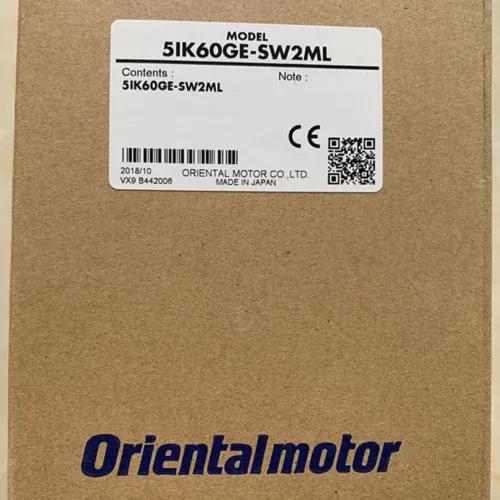 MODEL
5IK60GE-SW2ML
Contents : Note :
5IK60GE-SW2ML
CE
2018/10 ORIENTAL MOTOR CO.,LTD.
VX9 B442006 MADE IN JAPAN
Orientalmotor